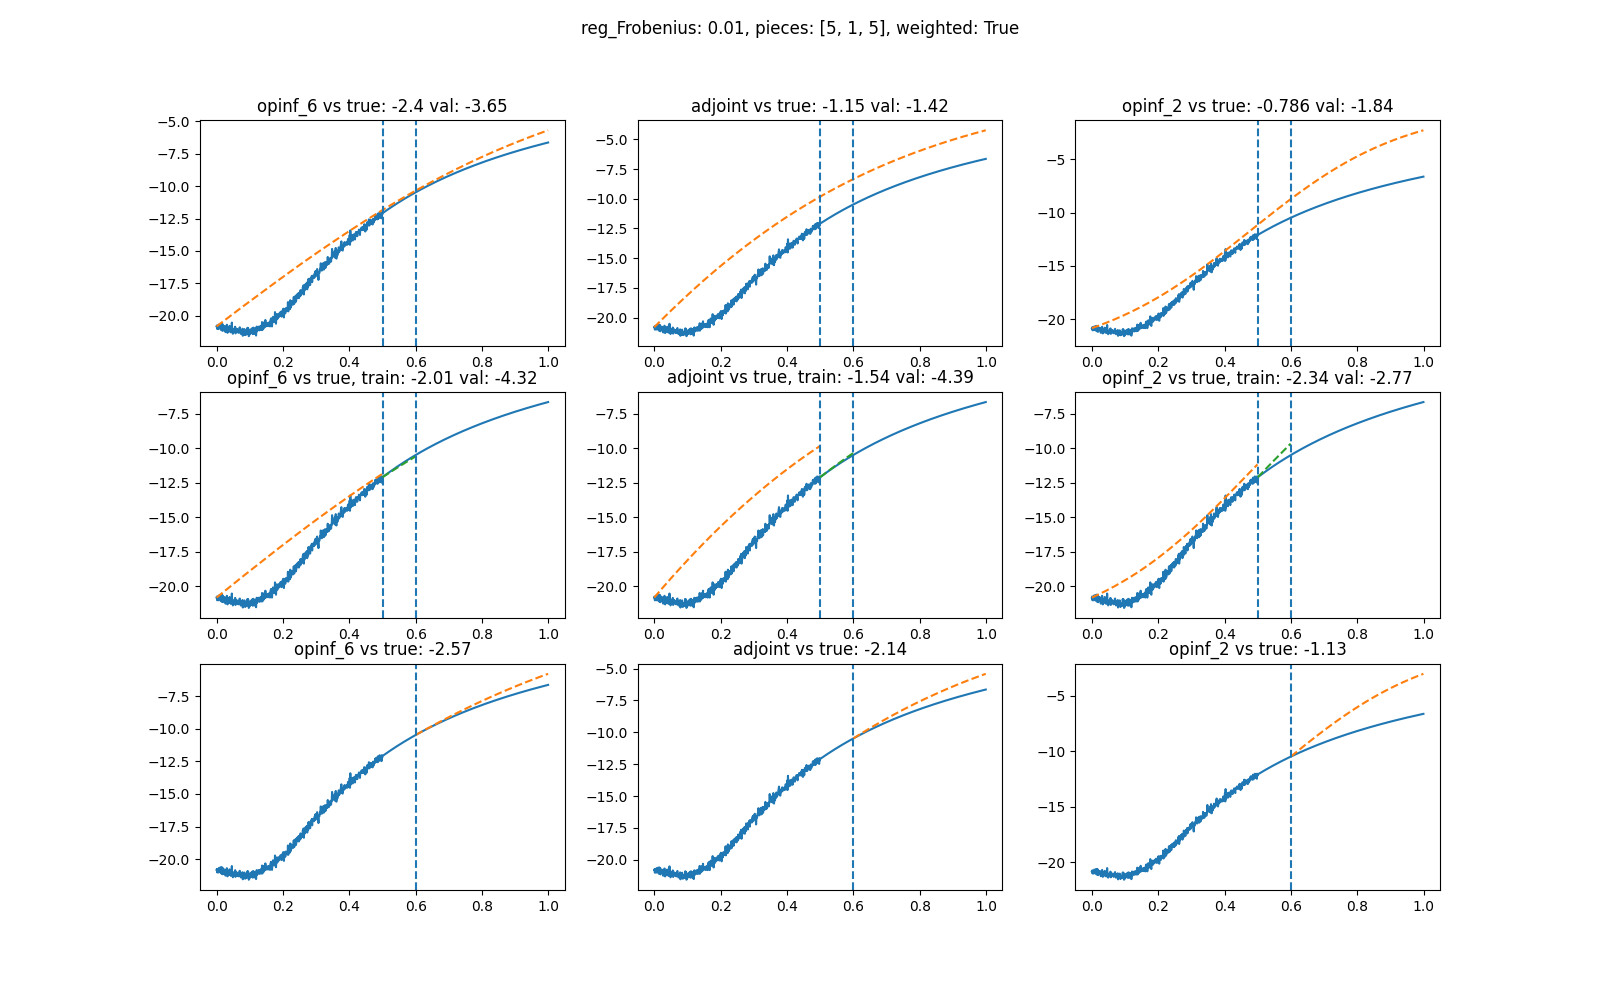 reg_Frobenius: 0.01, pieces: [5, 1, 5], weighted: True
opinf_6 vs true: -2.4 val: -3.65
−5.0
−7.5
−10.0
−12.5
−15.0
−17.5
−20.0
0.0 0.2 0.4 0.6 0.8 1.0
adjoint vs true: -1.15 val: -1.42
−5.0
−7.5
−10.0
−12.5
−15.0
−17.5
−20.0
0.0 0.2 0.4 0.6 0.8 1.0
opinf_2 vs true: -0.786 val: -1.84
−5
−10
−15
−20
0.0 0.2 0.4 0.6 0.8 1.0
opinf_6 vs true, train: -2.01 val: -4.32
−7.5
−10.0
−12.5
−15.0
−17.5
−20.0
0.0 0.2 0.4 0.6 0.8 1.0
adjoint vs true, train: -1.54 val: -4.39
−7.5
−10.0
−12.5
−15.0
−17.5
−20.0
0.0 0.2 0.4 0.6 0.8 1.0
opinf_2 vs true, train: -2.34 val: -2.77
−7.5
−10.0
−12.5
−15.0
−17.5
−20.0
0.0 0.2 0.4 0.6 0.8 1.0
opinf_6 vs true: -2.57
−7.5
−10.0
−12.5
−15.0
−17.5
−20.0
0.0 0.2 0.4 0.6 0.8 1.0
adjoint vs true: -2.14
−5.0
−7.5
−10.0
−12.5
−15.0
−17.5
−20.0
0.0 0.2 0.4 0.6 0.8 1.0
opinf_2 vs true: -1.13
−5
−10
−15
−20
0.0 0.2 0.4 0.6 0.8 1.0